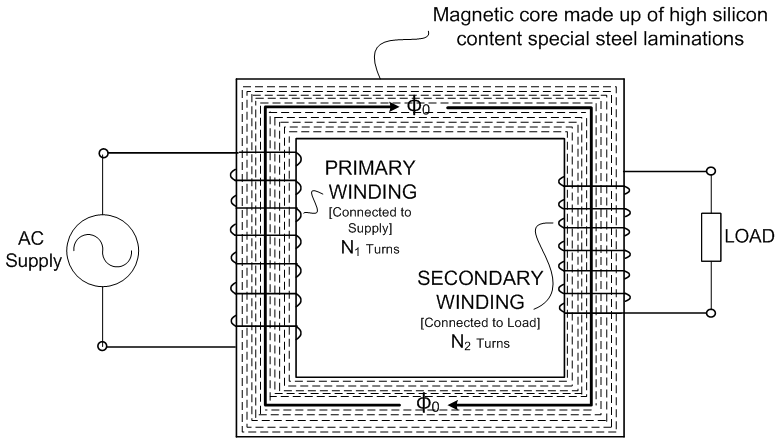 Magnetic core made up of high silicon
content special steel laminations
ϕ₀
PRIMARY
WINDING
[Connected to
Supply]
N₁ Turns
AC
Supply
SECONDARY
WINDING
[Connected to Load]
N₂ Turns
LOAD
ϕ₀